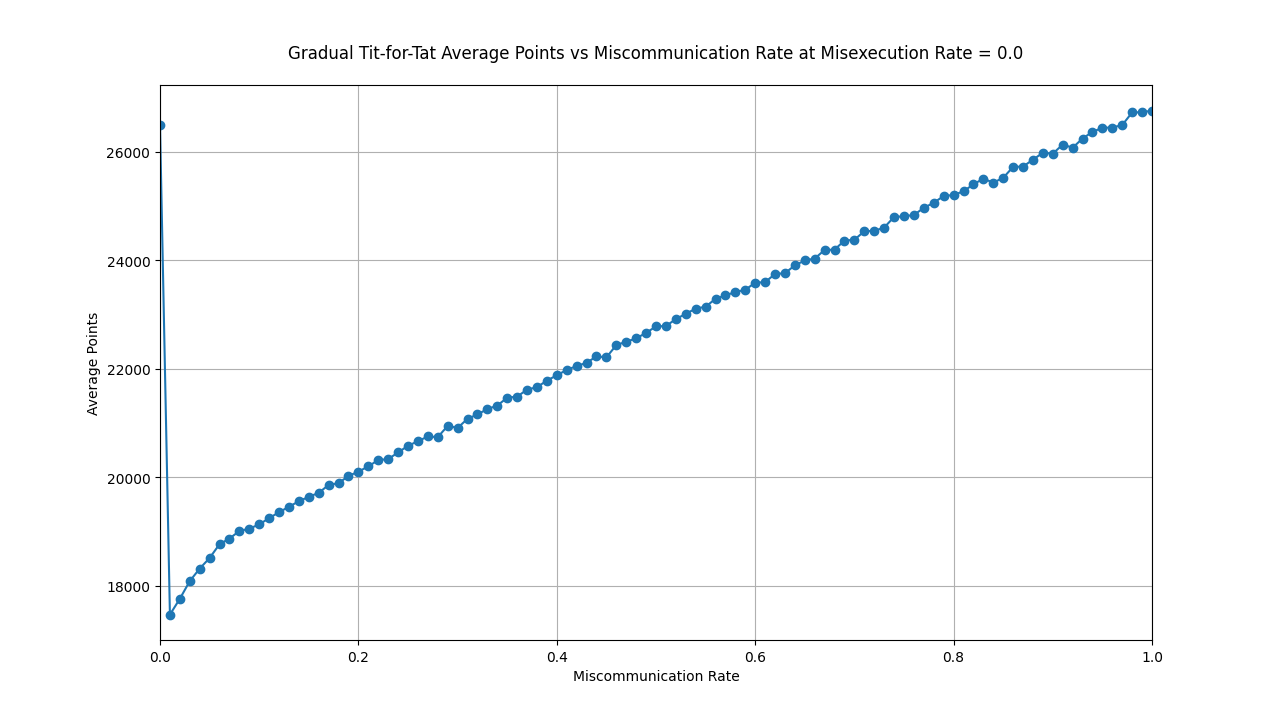 Gradual Tit-for-Tat Average Points vs Miscommunication Rate at Misexecution Rate = 0.0
26000
24000
22000
20000
18000
Average Points
0.0 0.2 0.4 0.6 0.8 1.0
Miscommunication Rate